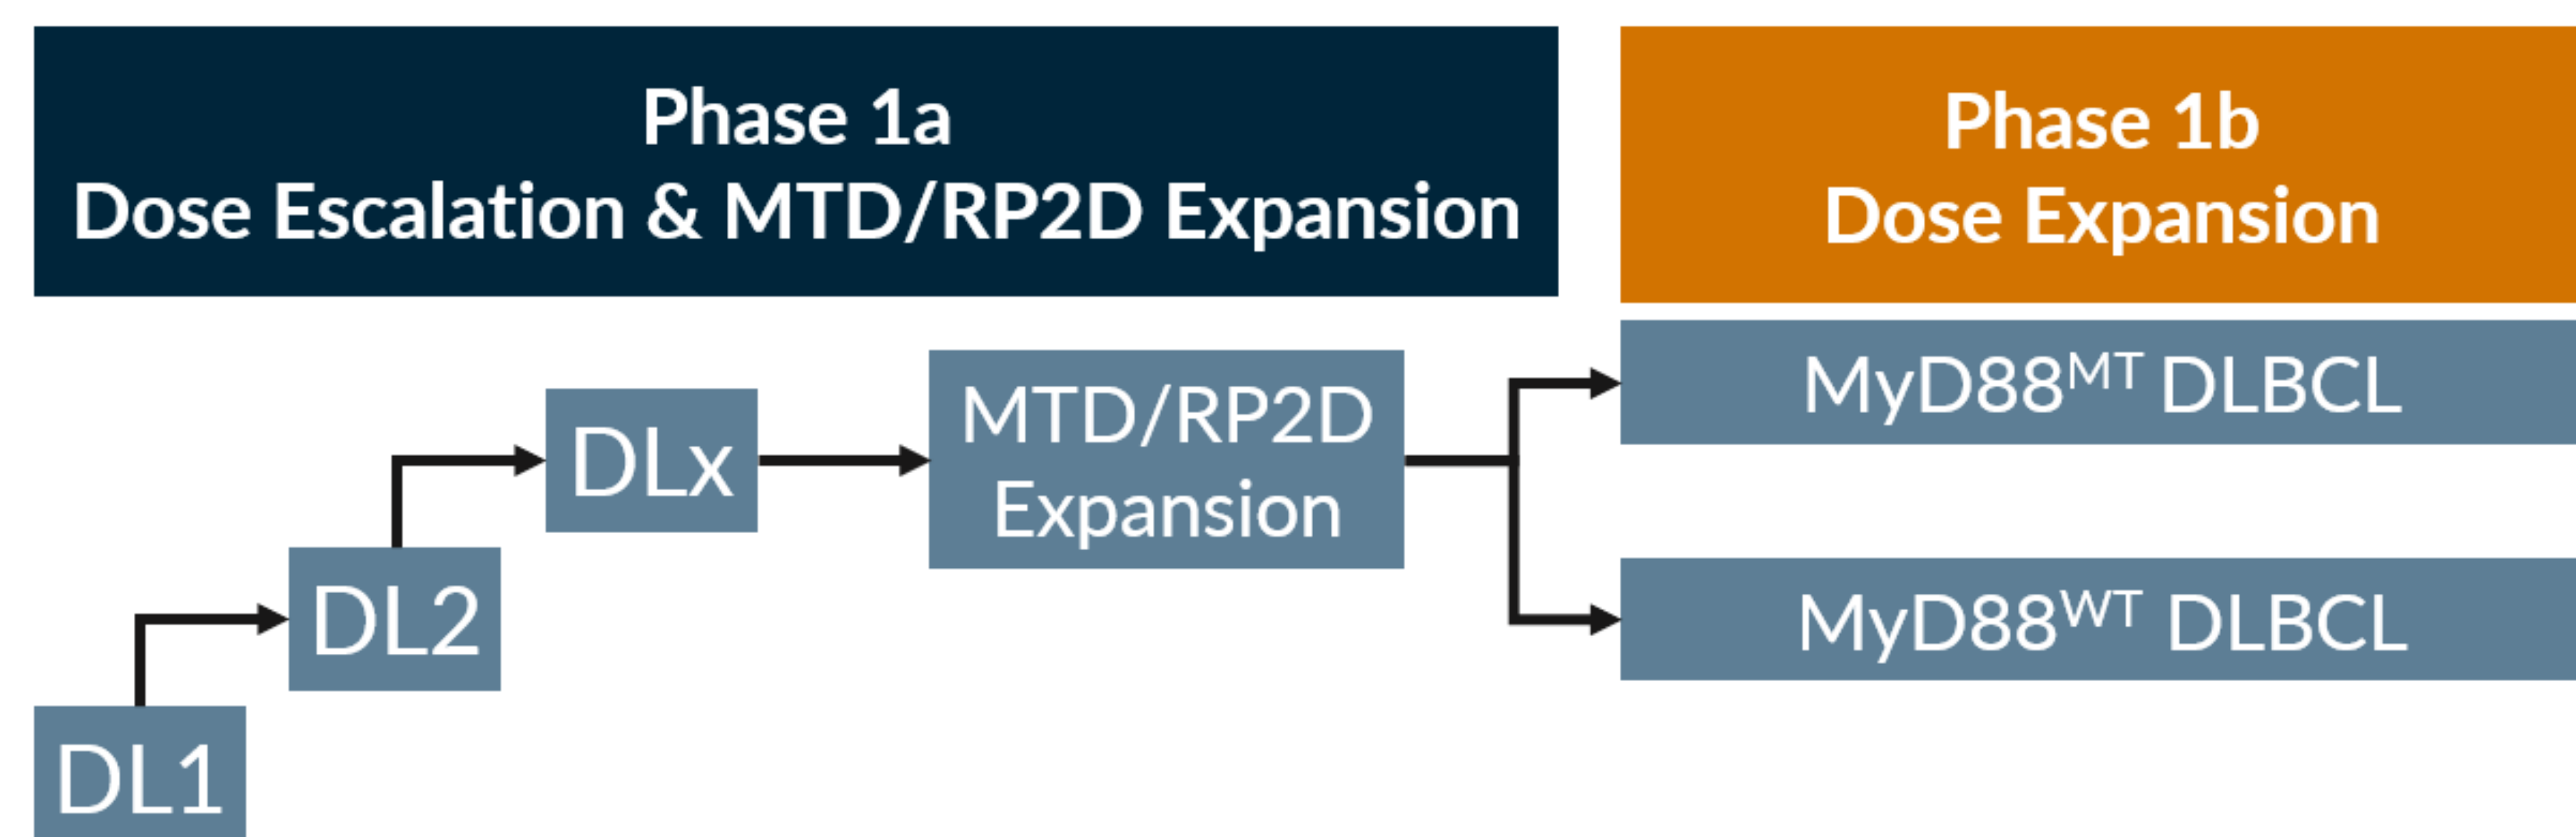 Phase 1a
Dose Escalation & MTD/RP2D Expansion
Phase 1b
Dose Expansion
DL1
DL2
DLx
MTD/RP2D
Expansion
MyD88ᴹᵀ DLBCL
MyD88ᵂᵀ DLBCL